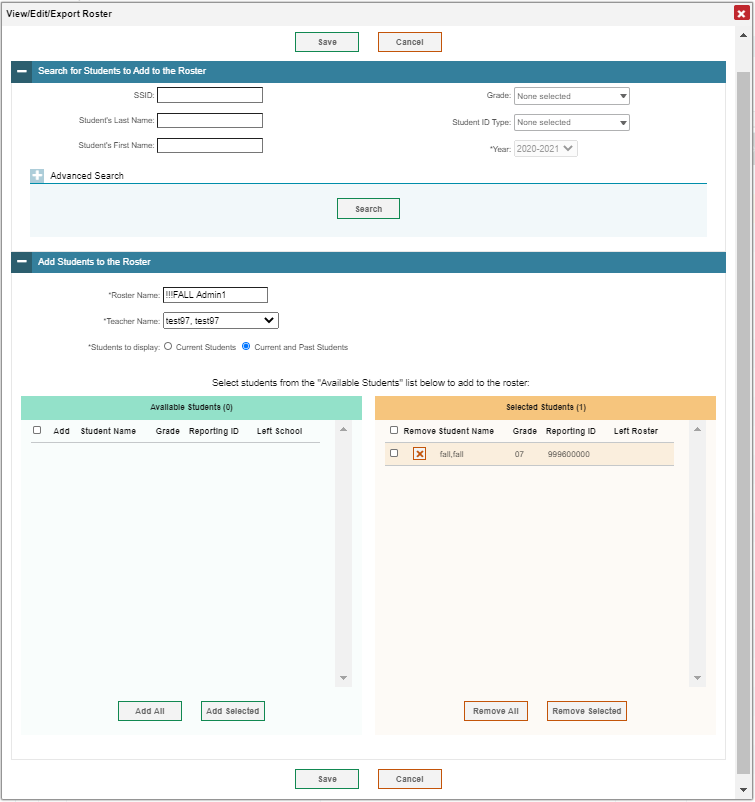 View/Edit/Export Roster
Save Cancel
Search for Students to Add to the Roster
SSID: Grade: None selected
Student's Last Name: Student ID Type: None selected
Student's First Name: *Year: 2020-2021
Advanced Search
Search
Add Students to the Roster
*Roster Name: !!!FALL Admin1
*Teacher Name: test97, test97
*Students to display: Current Students Current and Past Students
Select students from the "Available Students" list below to add to the roster:
Available Students (0) Selected Students (1)
Add Student Name Grade Reporting ID Left School Remove Student Name Grade Reporting ID Left Roster
fall,fall 07 999600000
Add All Add Selected Remove All Remove Selected
Save Cancel